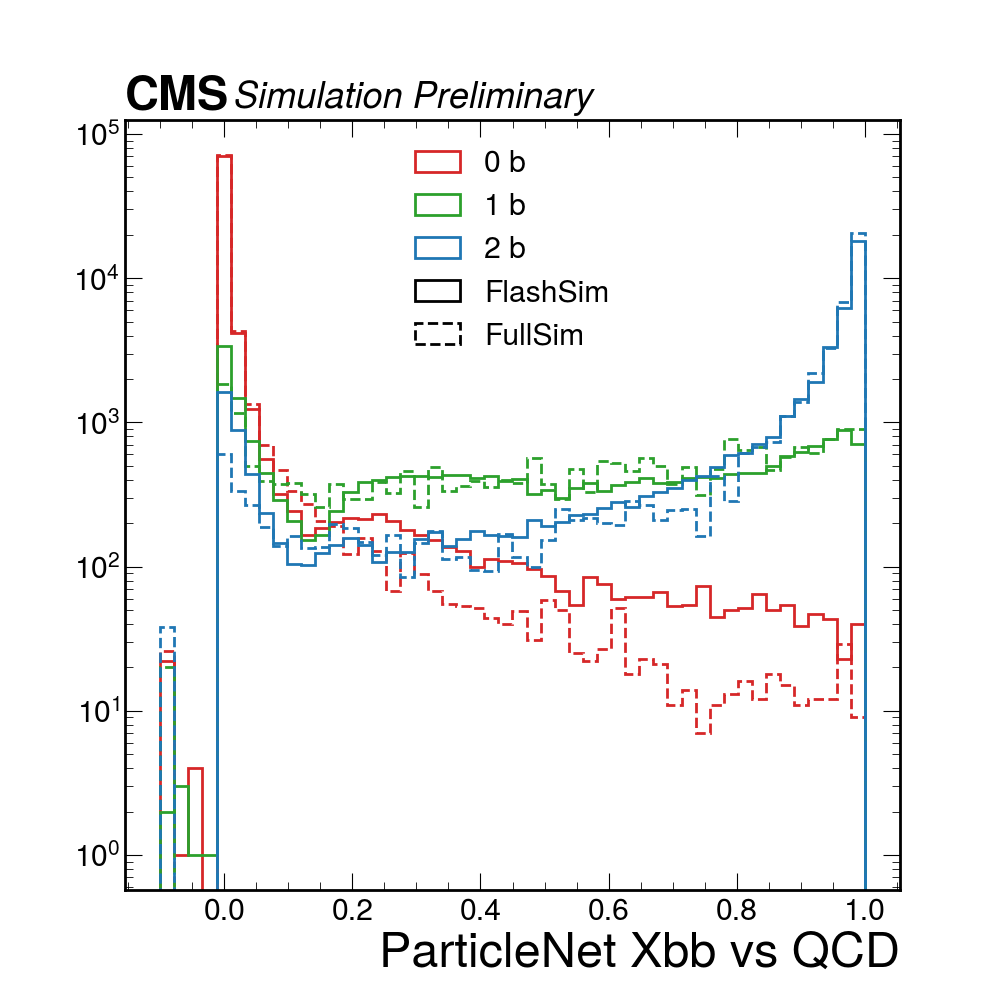 CMS Simulation Preliminary
10^5
10^4
10^3
10^2
10^1
10^0
0 b
1 b
2 b
FlashSim
FullSim
0.0 0.2 0.4 0.6 0.8 1.0
ParticleNet Xbb vs QCD